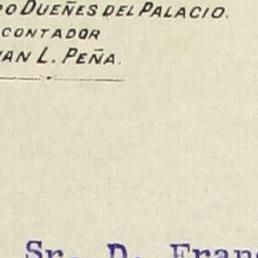 DUEÑES DEL PALACIO.
CONTADOR
L. PEÑA.
Sr. D.